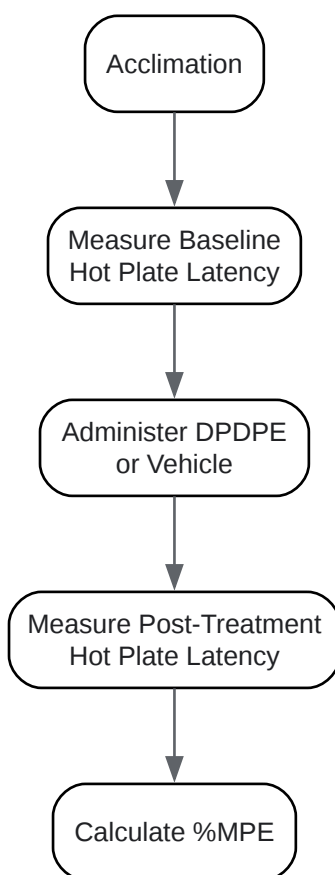 Acclimation
Measure Baseline
Hot Plate Latency
Administer DPDPE
or Vehicle
Measure Post-Treatment
Hot Plate Latency
Calculate %MPE